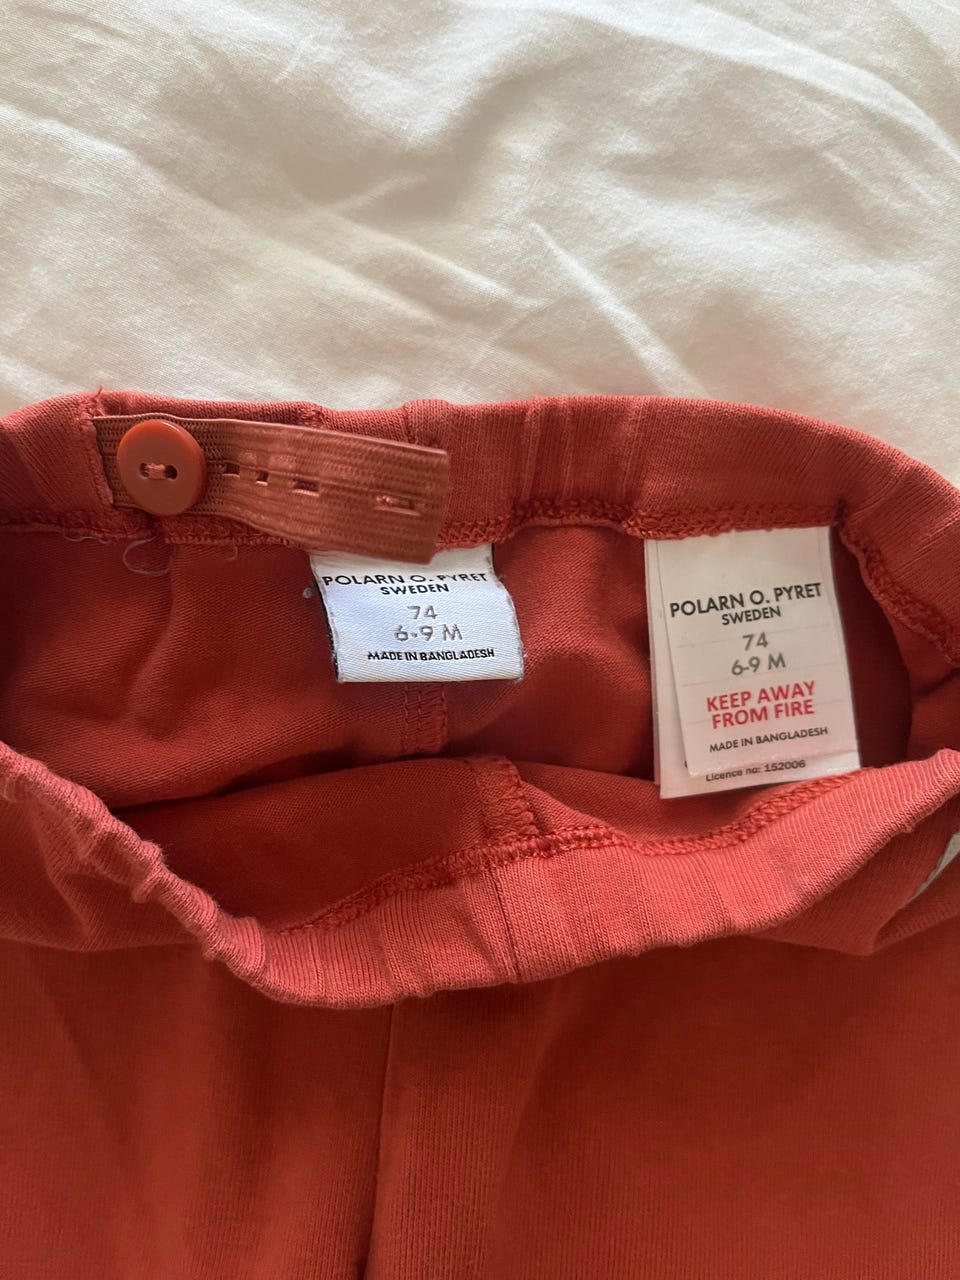 POLARN O. PYRET
SWEDEN
74
6-9 M
MADE IN BANGLADESH
POLARN O. PYRET
SWEDEN
74
6-9 M
KEEP AWAY
FROM FIRE
MADE IN BANGLADESH
Licence no: 152006